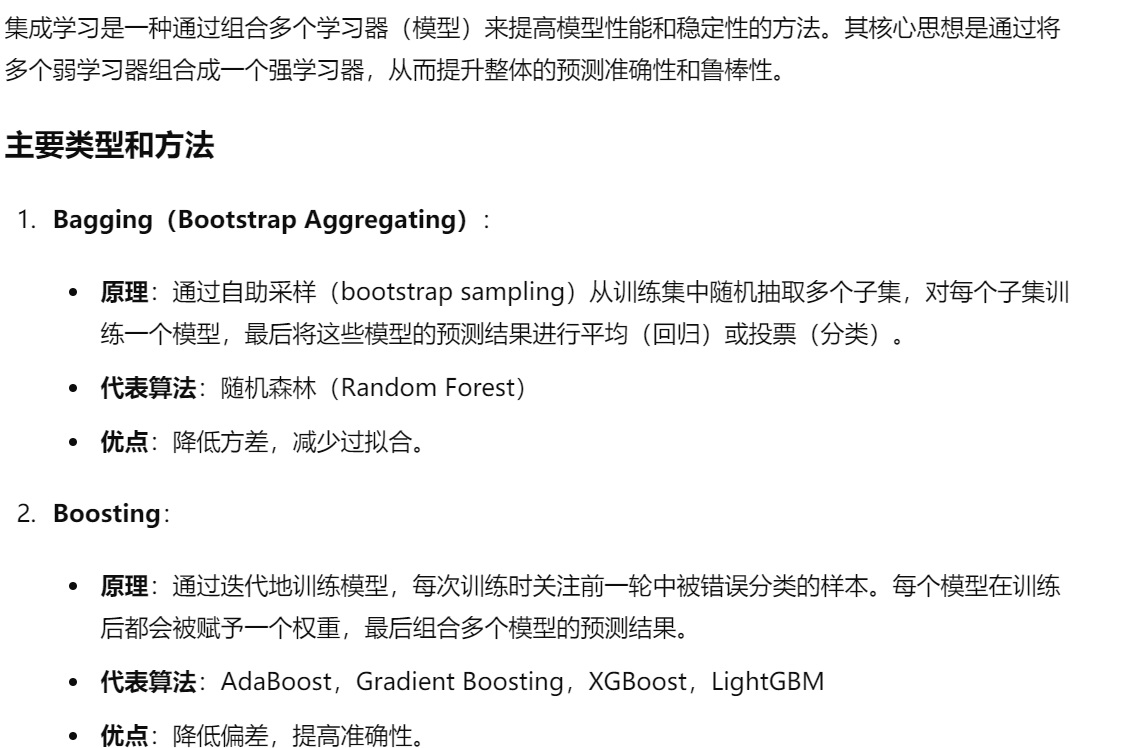 集成学习是一种通过组合多个学习器（模型）来提高模型性能和稳定性的方法。其核心思想是通过将
多个弱学习器组合成一个强学习器，从而提升整体的预测准确性和鲁棒性。
主要类型和方法
1. Bagging（Bootstrap Aggregating）：
• 原理：通过自助采样（bootstrap sampling）从训练集中随机抽取多个子集，对每个子集训
练一个模型，最后将这些模型的预测结果进行平均（回归）或投票（分类）。
• 代表算法：随机森林（Random Forest）
• 优点：降低方差，减少过拟合。
2. Boosting：
• 原理：通过迭代地训练模型，每次训练时关注前一轮中被错误分类的样本。每个模型在训练
后都会被赋予一个权重，最后组合多个模型的预测结果。
• 代表算法：AdaBoost，Gradient Boosting，XGBoost，LightGBM
• 优点：降低偏差，提高准确性。